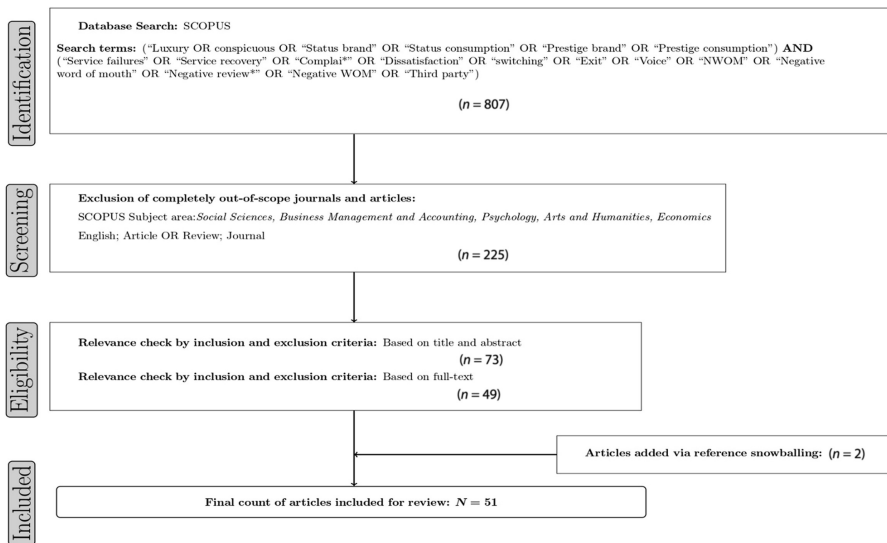 Identification
Database Search: SCOPUS
Search terms: (“Luxury OR conspicuous OR “Status brand” OR “Status consumption” OR “Prestige brand” OR “Prestige consumption”) AND
(“Service failures” OR “Service recovery” OR “Complai*” OR “Dissatisfaction” OR “switching” OR “Exit” OR “Voice” OR “NWOM” OR “Negative
word of mouth” OR “Negative review*” OR “Negative WOM” OR “Third party”)
(n = 807)
Screening
Exclusion of completely out-of-scope journals and articles:
SCOPUS Subject area:Social Sciences, Business Management and Accounting, Psychology, Arts and Humanities, Economics
English; Article OR Review; Journal
(n = 225)
Eligibility
Relevance check by inclusion and exclusion criteria: Based on title and abstract
(n = 73)
Relevance check by inclusion and exclusion criteria: Based on full-text
(n = 49)
Articles added via reference snowballing: (n = 2)
Included
Final count of articles included for review: N = 51